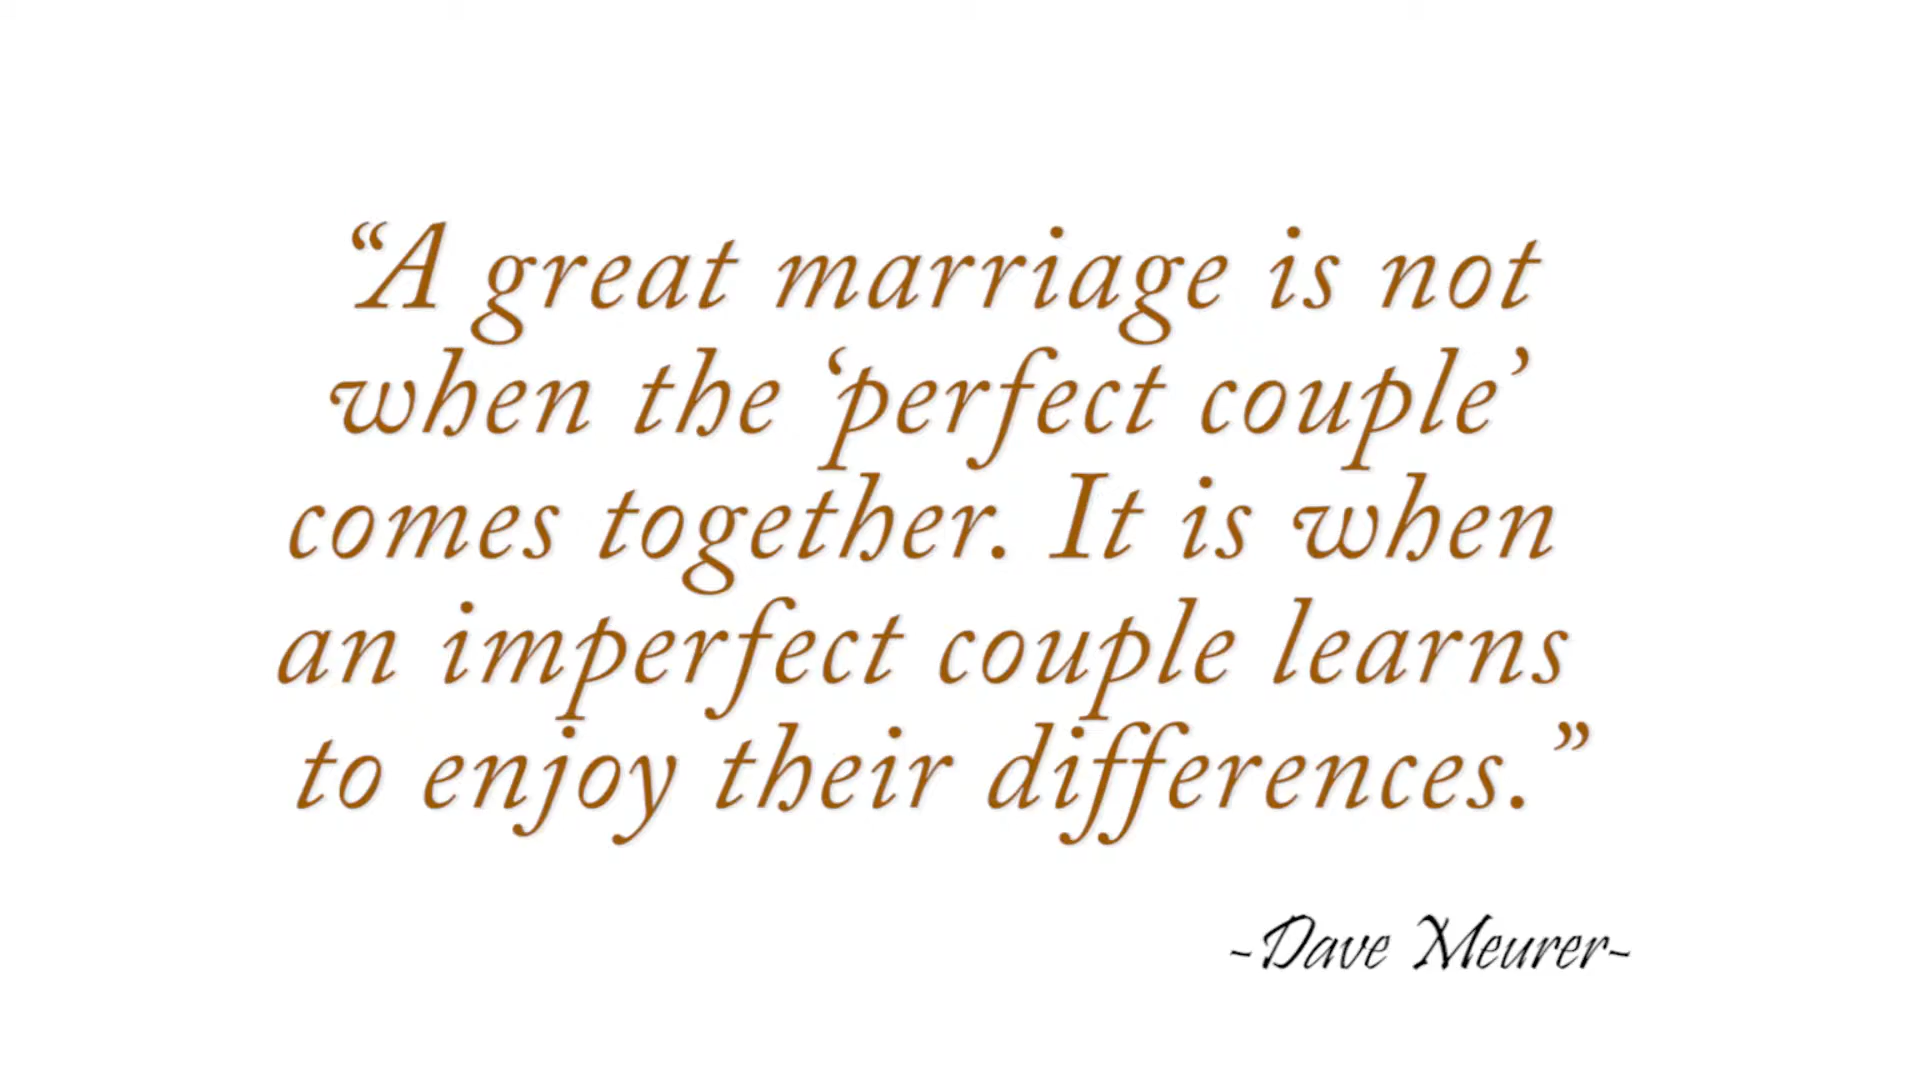 “A great marriage is not
when the ‘perfect couple’
comes together. It is when
an imperfect couple learns
to enjoy their differences.”
-Dave Meurer-